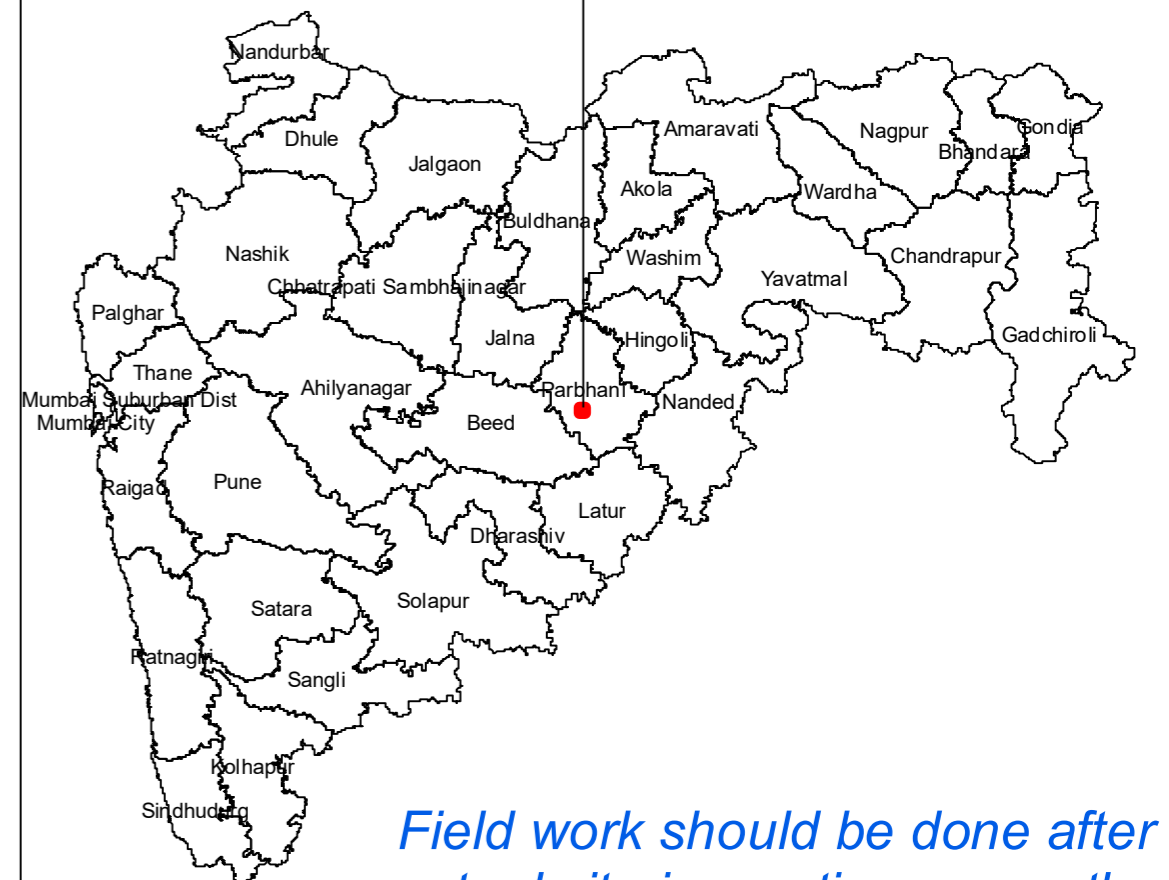 Nandurbar
Dhule
Jalgaon
Amaravati
Nagpur
Gondia
Bhandara
Buldhana
Akola
Wardha
Nashik
Washim
Chandrapur
Chhatrapati Sambhajinagar
Yavatmal
Palghar
Jalna
Hingoli
Gadchiroli
Thane
Ahilyanagar
Parbhani
Mumbai Suburban Dist
Mumbai City
Beed
Nanded
Raigad
Pune
Latur
Dharashiv
Satara
Solapur
Ratnagiri
Sangli
Kolhapur
Sindhudurg
Field work should be done after